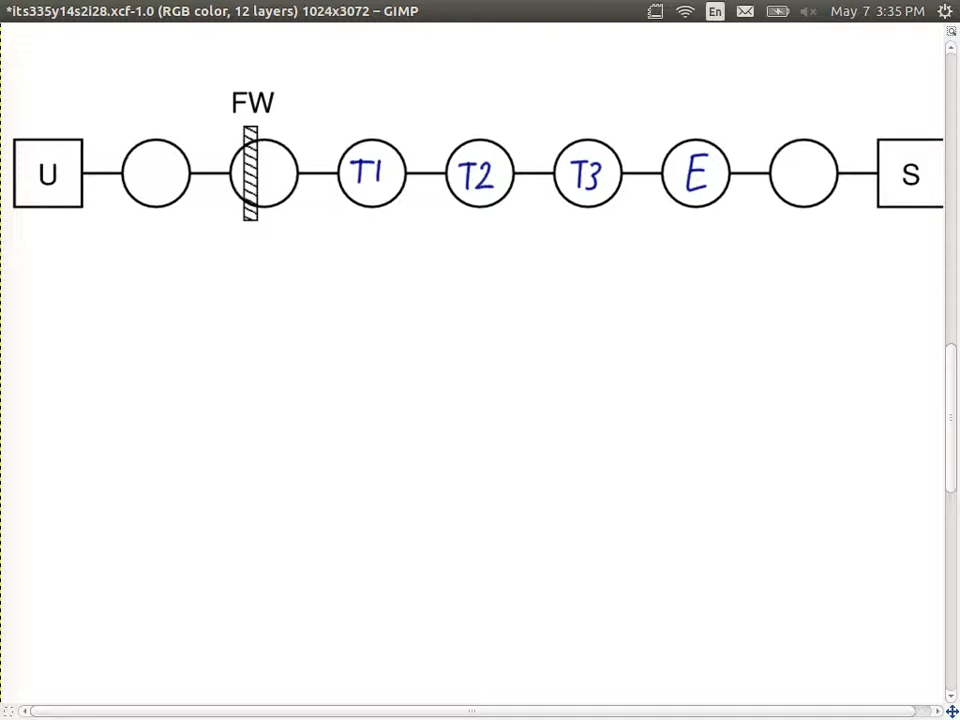 *its335y14s2i28.xcf-1.0 (RGB color, 12 layers) 1024x3072 – GIMP
En
May 7 3:35 PM
FW
U T1 T2 T3 E S